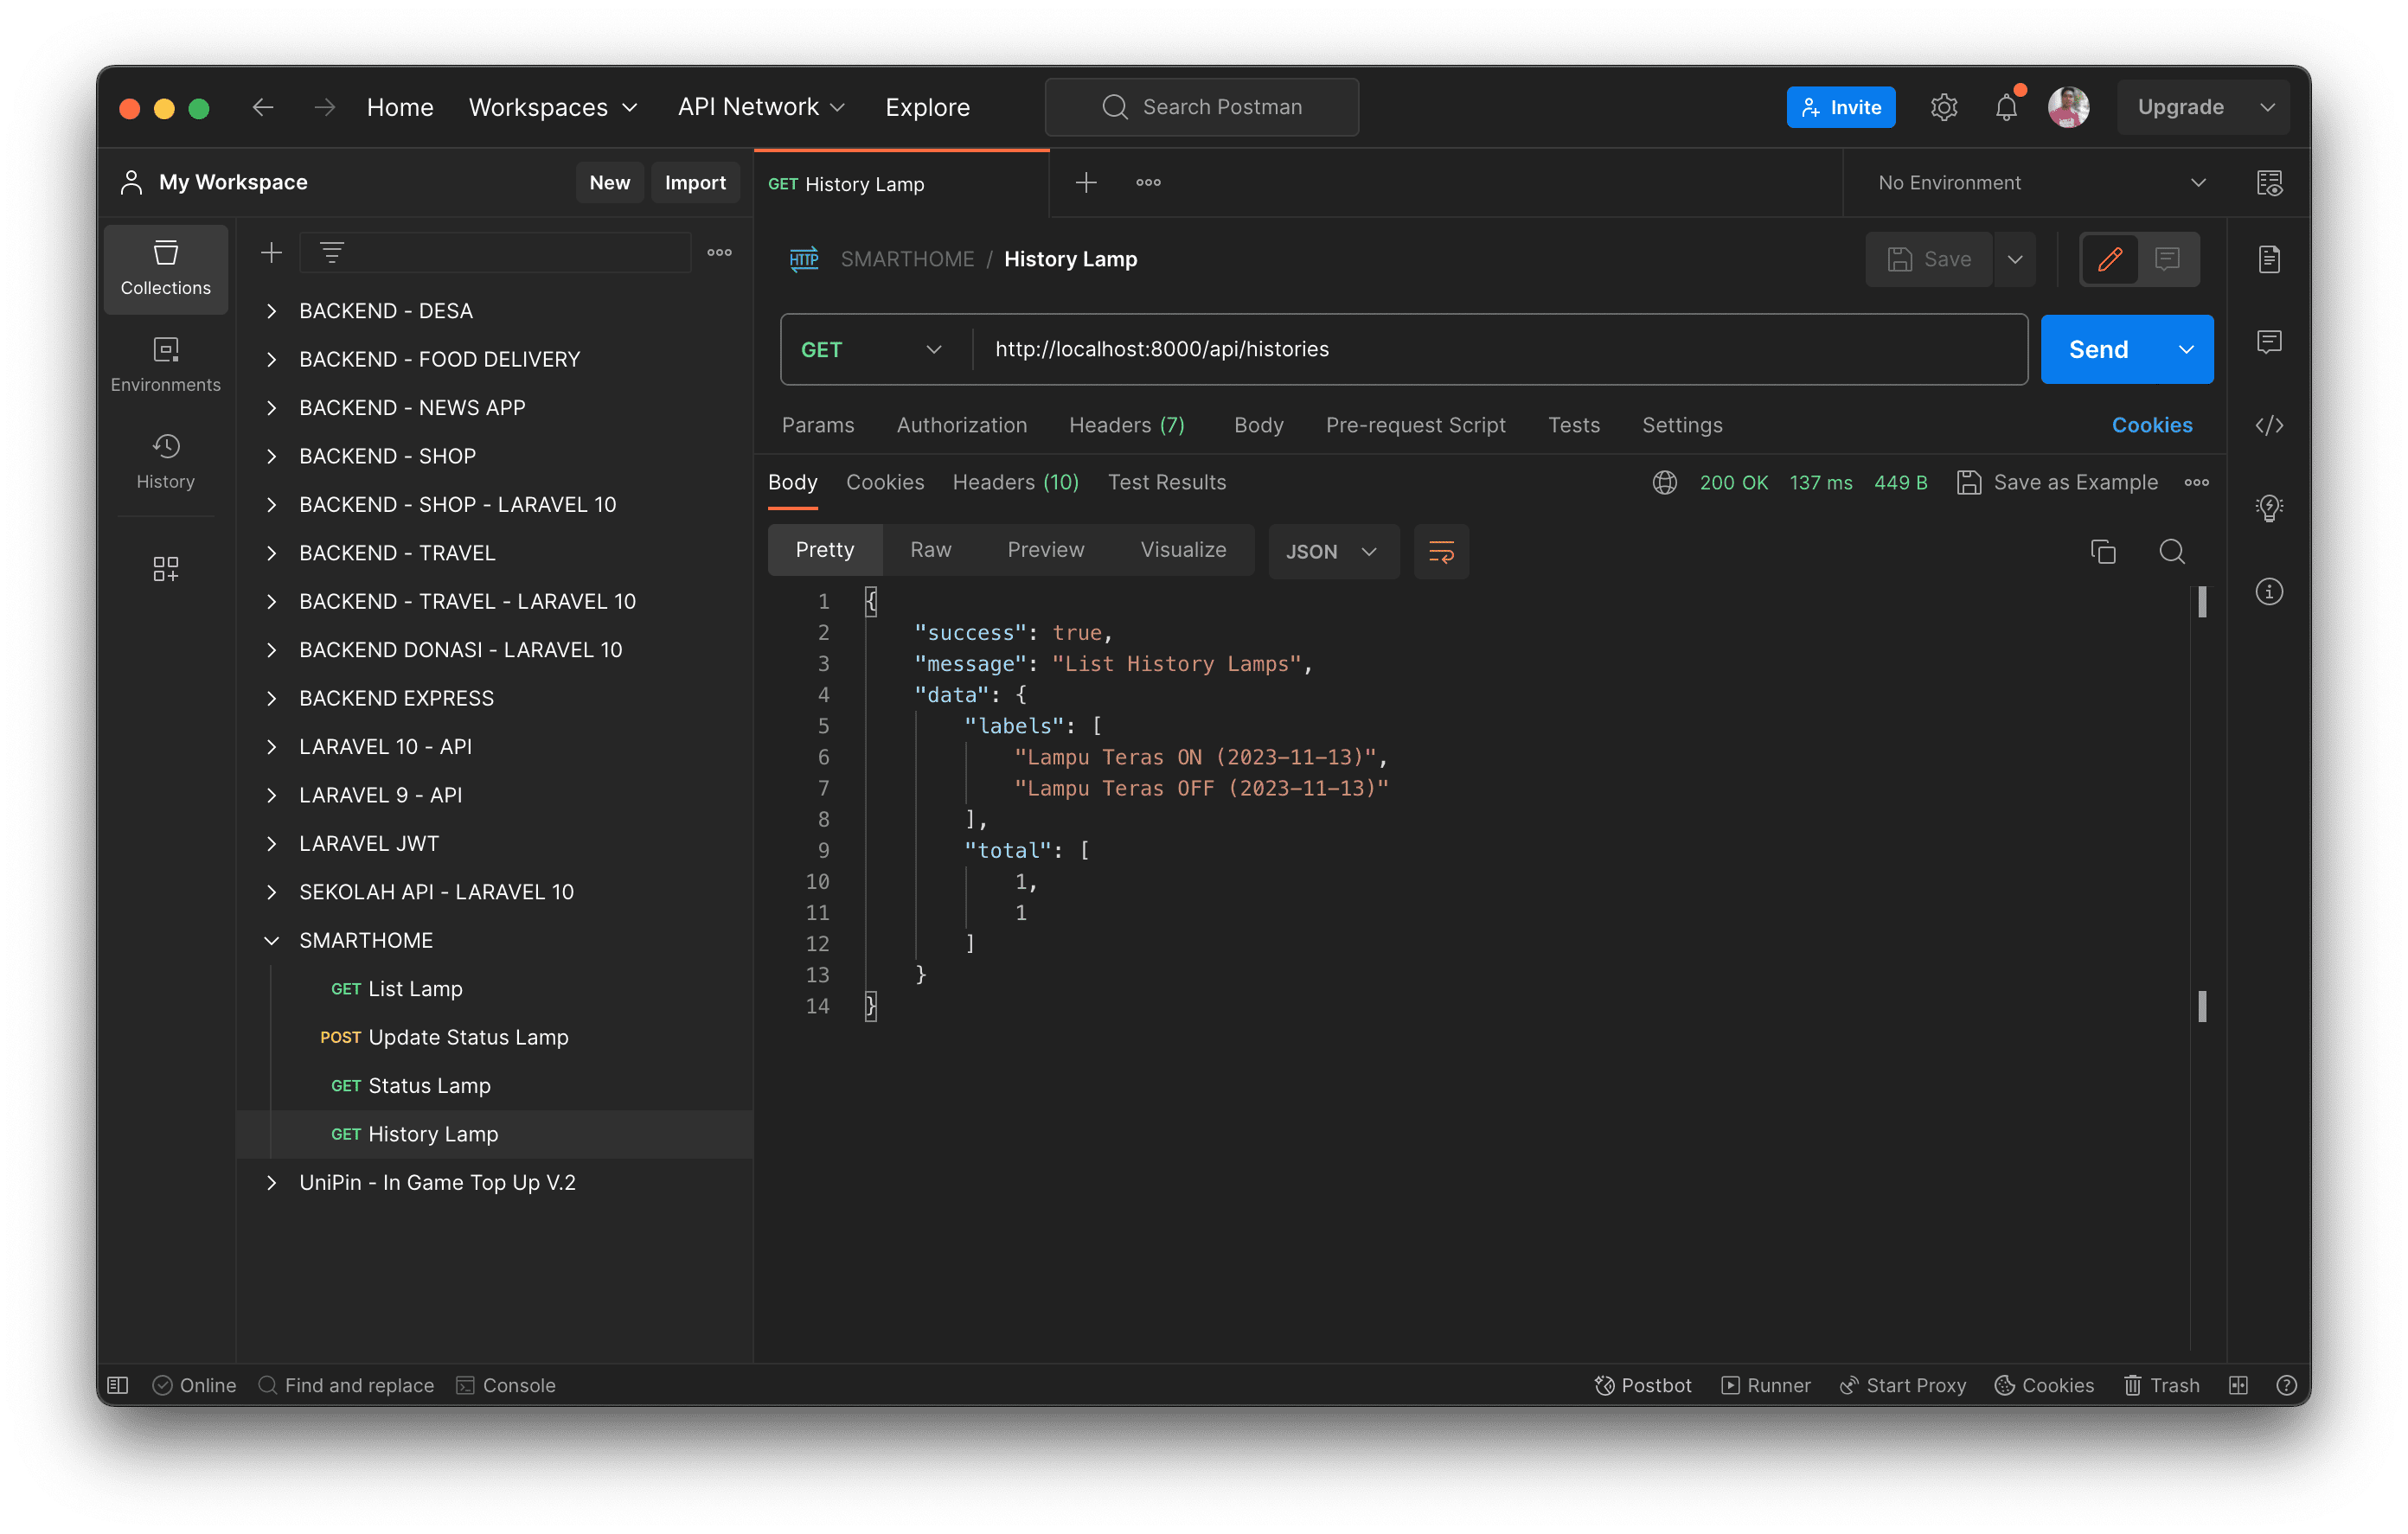 Home Workspaces API Network Explore Search Postman Invite Upgrade
My Workspace New Import GET History Lamp No Environment
Collections
Environments
History
BACKEND - DESA
BACKEND - FOOD DELIVERY
BACKEND - NEWS APP
BACKEND - SHOP
BACKEND - SHOP - LARAVEL 10
BACKEND - TRAVEL
BACKEND - TRAVEL - LARAVEL 10
BACKEND DONASI - LARAVEL 10
BACKEND EXPRESS
LARAVEL 10 - API
LARAVEL 9 - API
LARAVEL JWT
SEKOLAH API - LARAVEL 10
SMARTHOME
GET List Lamp
POST Update Status Lamp
GET Status Lamp
GET History Lamp
UniPin - In Game Top Up V.2
HTTP SMARTHOME / History Lamp Save
GET http://localhost:8000/api/histories Send
Params Authorization Headers (7) Body Pre-request Script Tests Settings Cookies
Body Cookies Headers (10) Test Results 200 OK 137 ms 449 B Save as Example
Pretty Raw Preview Visualize JSON
1 {
2 "success": true,
3 "message": "List History Lamps",
4 "data": {
5 "labels": [
6 "Lampu Teras ON (2023-11-13)",
7 "Lampu Teras OFF (2023-11-13)"
8 ],
9 "total": [
10 1,
11 1
12 ]
13 }
14 }
Online Find and replace Console Postbot Runner Start Proxy Cookies Trash